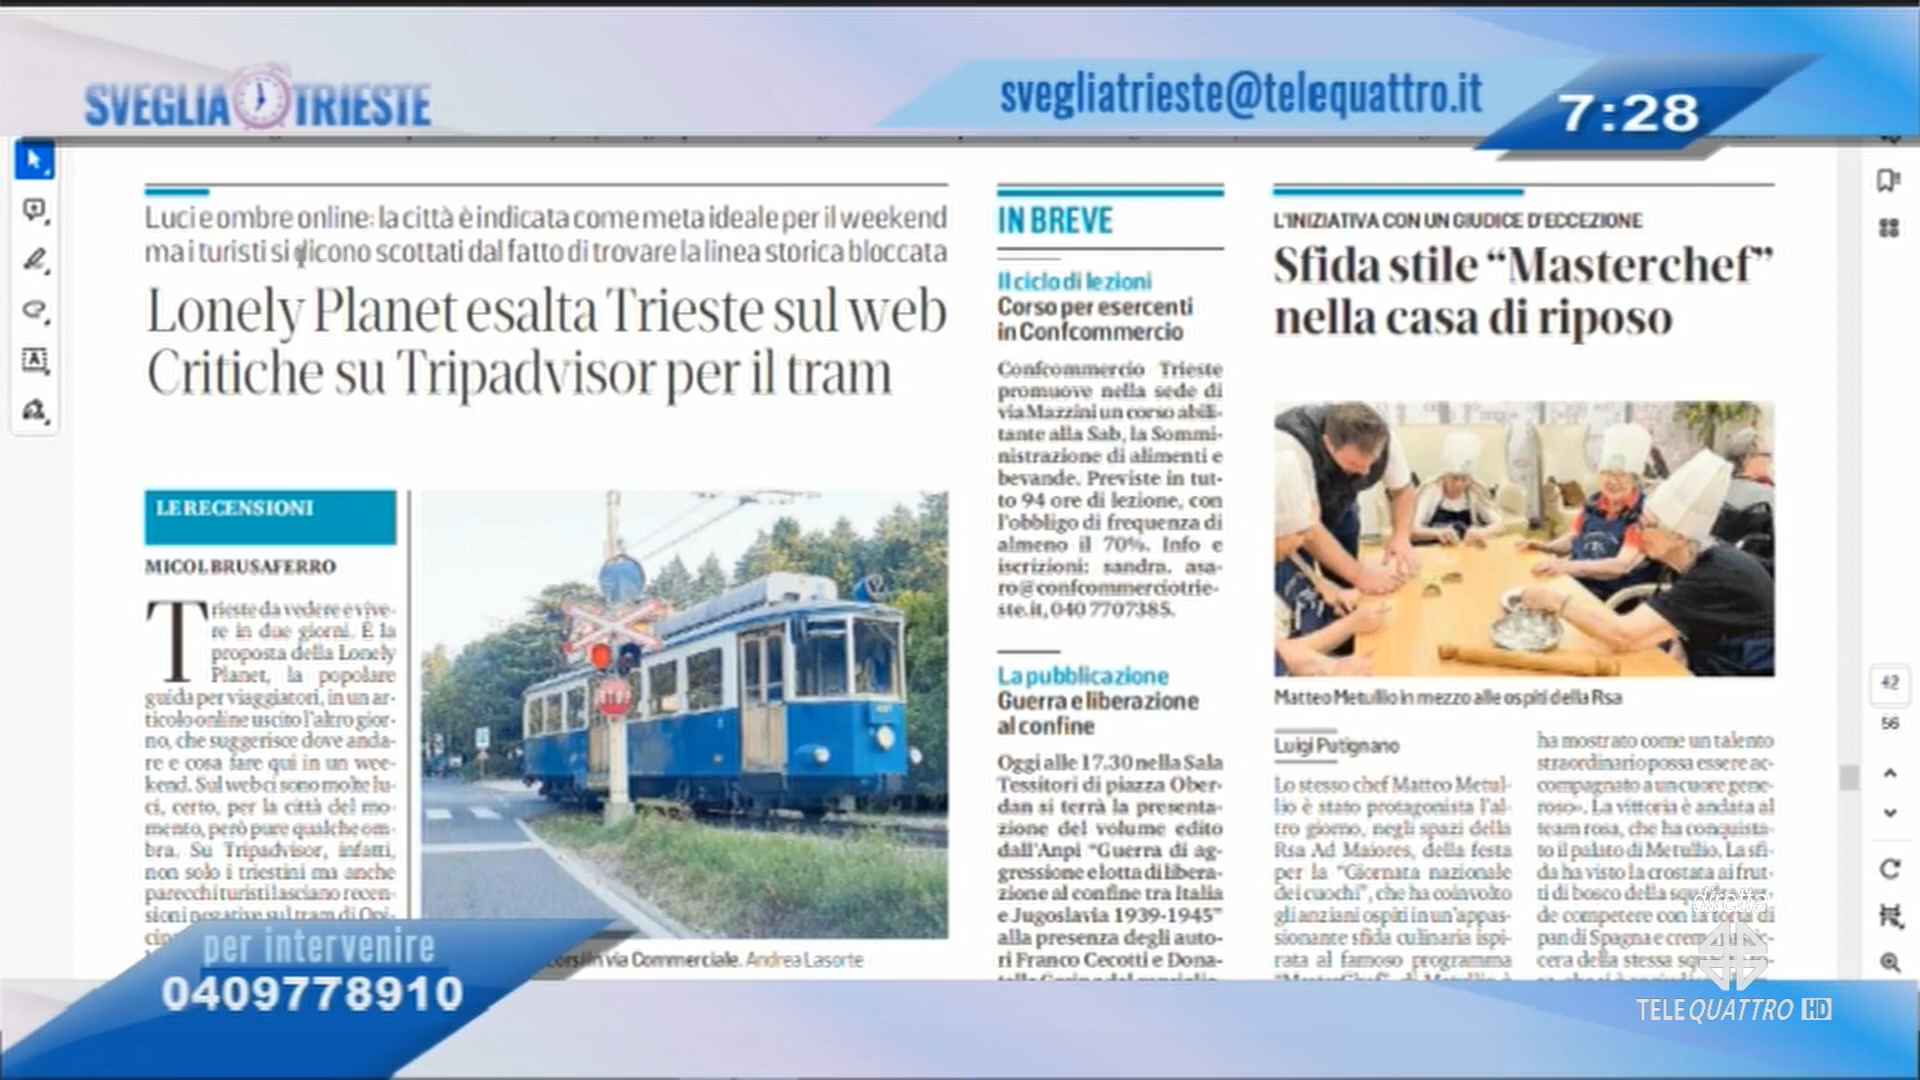 SVEGLIA TRIESTE
svegliatrieste@telequattro.it
7:28
Luci e ombre online: la città è indicata come meta ideale per il weekend
ma i turisti si dicono scottati dal fatto di trovare la linea storica bloccata
Lonely Planet esalta Trieste sul web
Critiche su Tripadvisor per il tram
LE RECENSIONI
MICOL BRUSAFERRO
Trieste da vedere e vive-
re in due giorni. È la
proposta della Lonely
Planet, la popolare
guida per viaggiatori, in un ar-
ticolo online uscito l'altro gior-
no, che suggerisce dove anda-
re e cosa fare qui in un wee-
kend. Sul web ci sono molte lu-
ci, certo, per la città del mo-
mento, però pure qualche om-
bra. Su Tripadvisor, infatti,
non solo i triestini ma anche
parecchi turisti lasciano recen-
sioni negative sul tram di Opi-
cin
STOP
in via Commerciale. Andrea Lasorte
IN BREVE
Il ciclo di lezioni
Corso per esercenti
in Confcommercio
Confcommercio Trieste
promuove nella sede di
via Mazzini un corso abili-
tante alla Sab, la Sommi-
nistrazione di alimenti e
bevande. Previste in tut-
to 94 ore di lezione, con
l'obbligo di frequenza di
almeno il 70%. Info e
iscrizioni: sandra. asa-
ro@confcommerciotrie-
ste.it, 040 7707385.
La pubblicazione
Guerra e liberazione
al confine
Oggi alle 17.30 nella Sala
Tessitori di piazza Ober-
dan si terrà la presenta-
zione del volume edito
dall'Anpi "Guerra di ag-
gressione e lotta di libera-
zione al confine tra Italia
e Jugoslavia 1939-1945"
alla presenza degli auto-
ri Franco Cecotti e Dona-
L'INIZIATIVA CON UN GIUDICE D'ECCEZIONE
Sfida stile "Masterchef"
nella casa di riposo
Matteo Metullio in mezzo alle ospiti della Rsa
Luigi Putignano
Lo stesso chef Matteo Metul-
lio è stato protagonista l'al-
tro giorno, negli spazi della
Rsa Ad Maiores, della festa
per la "Giornata nazionale
dei cuochi", che ha coinvolto
gli anziani ospiti in un'appas-
sionante sfida culinaria ispi-
rata al famoso programma
ha mostrato come un talento
straordinario possa essere ac-
compagnato a un cuore gene-
roso». La vittoria è andata al
team rosa, che ha conquista-
to il palato di Metullio. La sfi-
da ha visto la crostata ai frut-
ti di bosco della
de competere con la torta di
pan di Spagna e
cera della stessa
42
56
per intervenire
0409778910
diretta
TELEQUATTRO HD